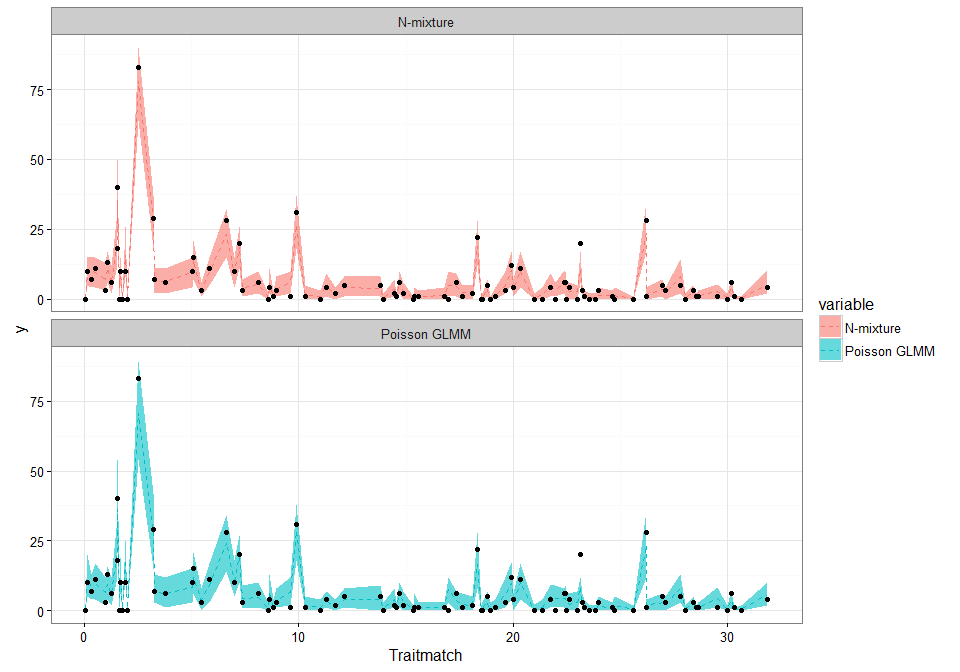 N-mixture
75
50
25
0
y
Poisson GLMM
75
50
25
0
0 10 20 30
Traitmatch
variable
N-mixture
Poisson GLMM